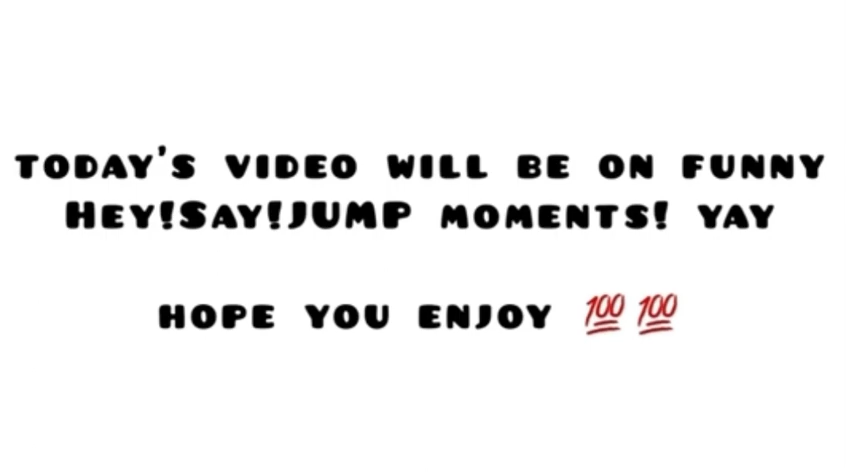 today's video will be on funny
Hey!Say!JUMP moments! yay
hope you enjoy 💯💯